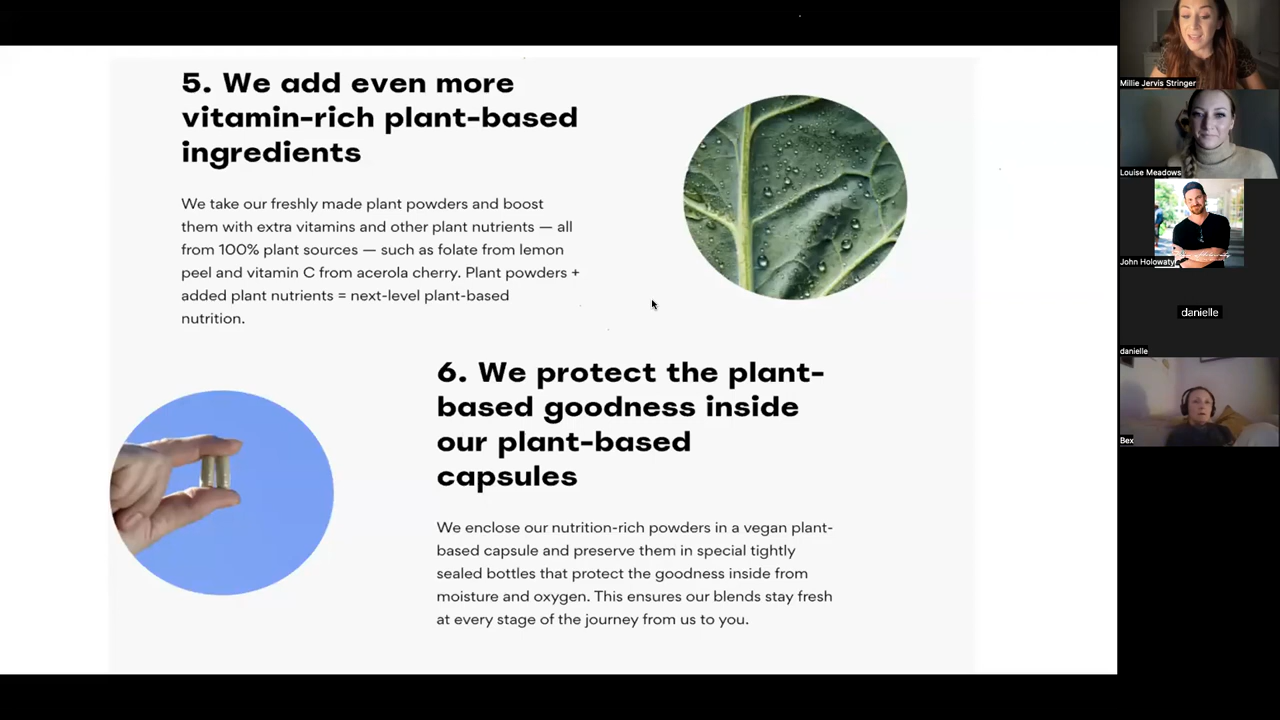 5. We add even more
vitamin-rich plant-based
ingredients
We take our freshly made plant powders and boost
them with extra vitamins and other plant nutrients — all
from 100% plant sources — such as folate from lemon
peel and vitamin C from acerola cherry. Plant powders +
added plant nutrients = next-level plant-based
nutrition.
6. We protect the plant-
based goodness inside
our plant-based
capsules
We enclose our nutrition-rich powders in a vegan plant-
based capsule and preserve them in special tightly
sealed bottles that protect the goodness inside from
moisture and oxygen. This ensures our blends stay fresh
at every stage of the journey from us to you.
Millie Jervis Stringer
Louise Meadows
John Holowaty
danielle
danielle
Bex